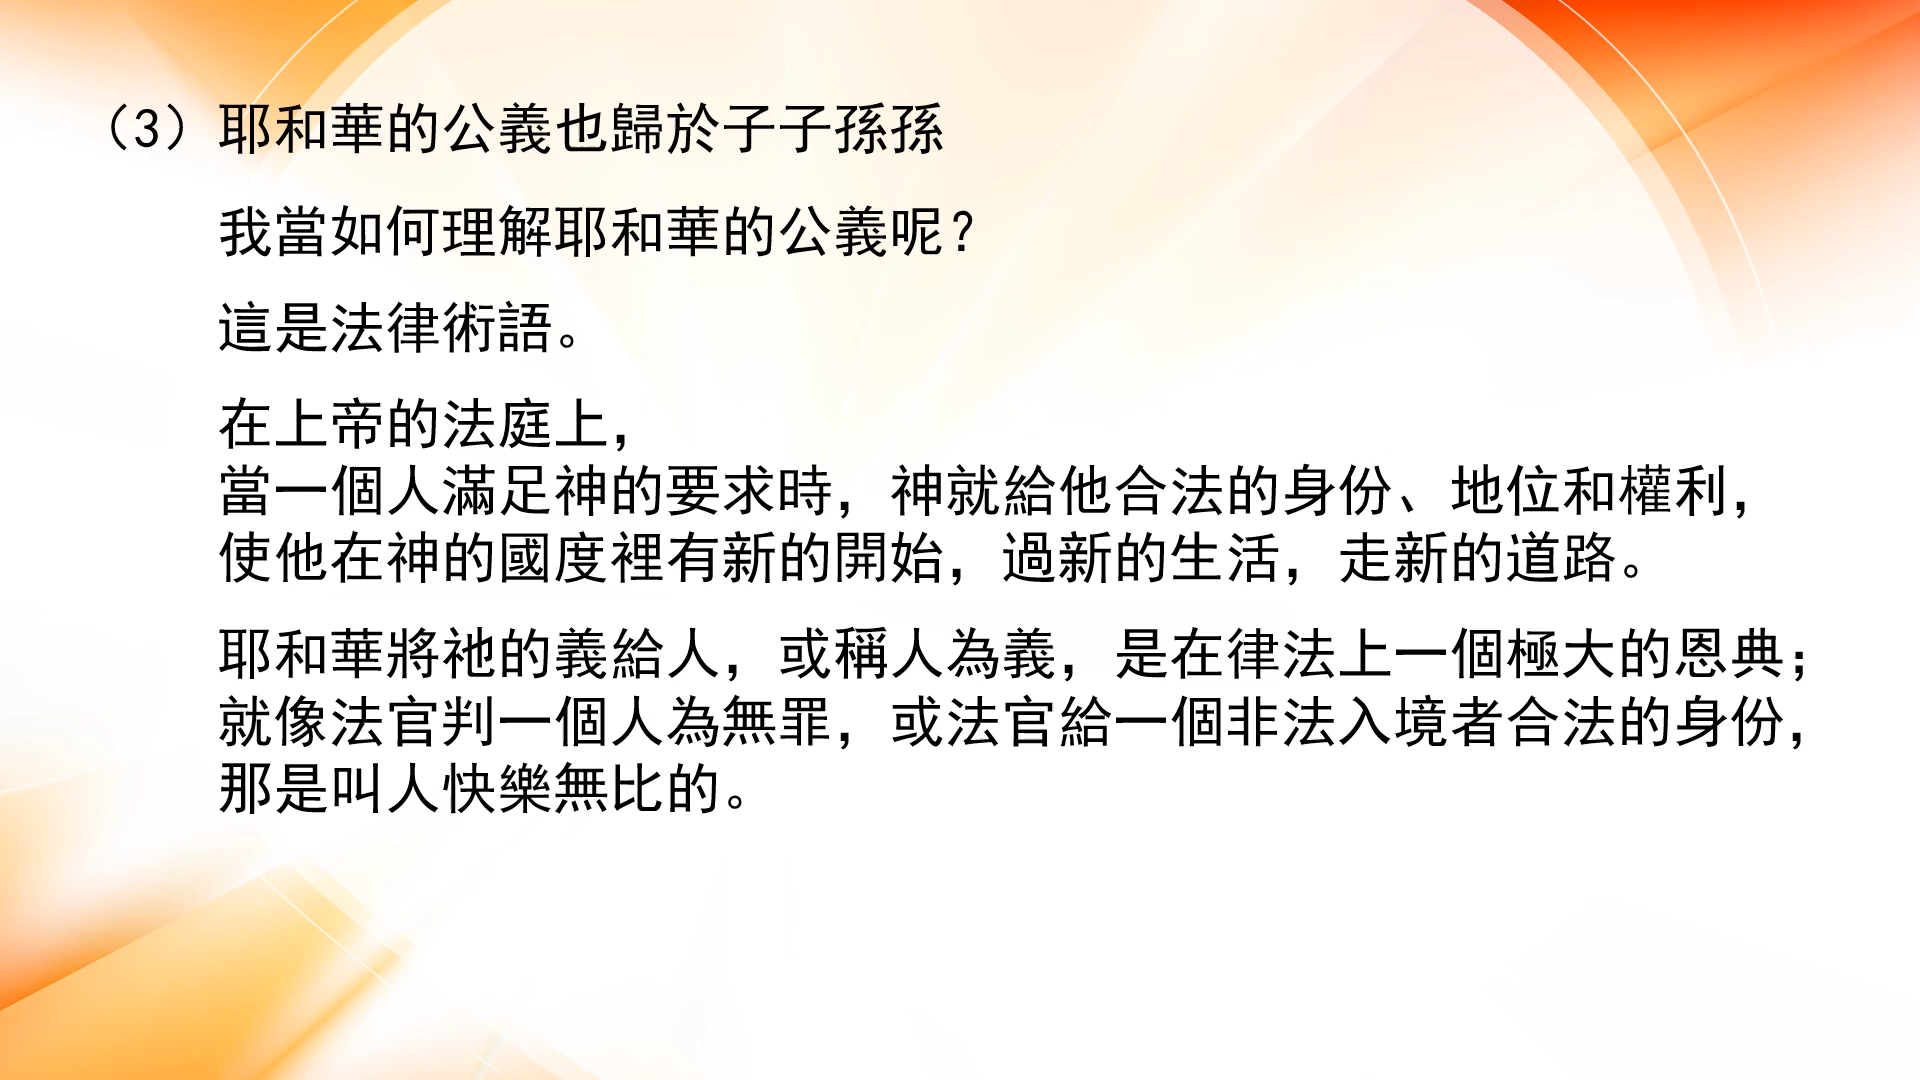 （3）耶和華的公義也歸於子子孫孫
我當如何理解耶和華的公義呢？
這是法律術語。
在上帝的法庭上，
當一個人滿足神的要求時，神就給他合法的身份、地位和權利，
使他在神的國度裡有新的開始，過新的生活，走新的道路。
耶和華將祂的義給人，或稱人為義，是在律法上一個極大的恩典；
就像法官判一個人為無罪，或法官給一個非法入境者合法的身份，
那是叫人快樂無比的。